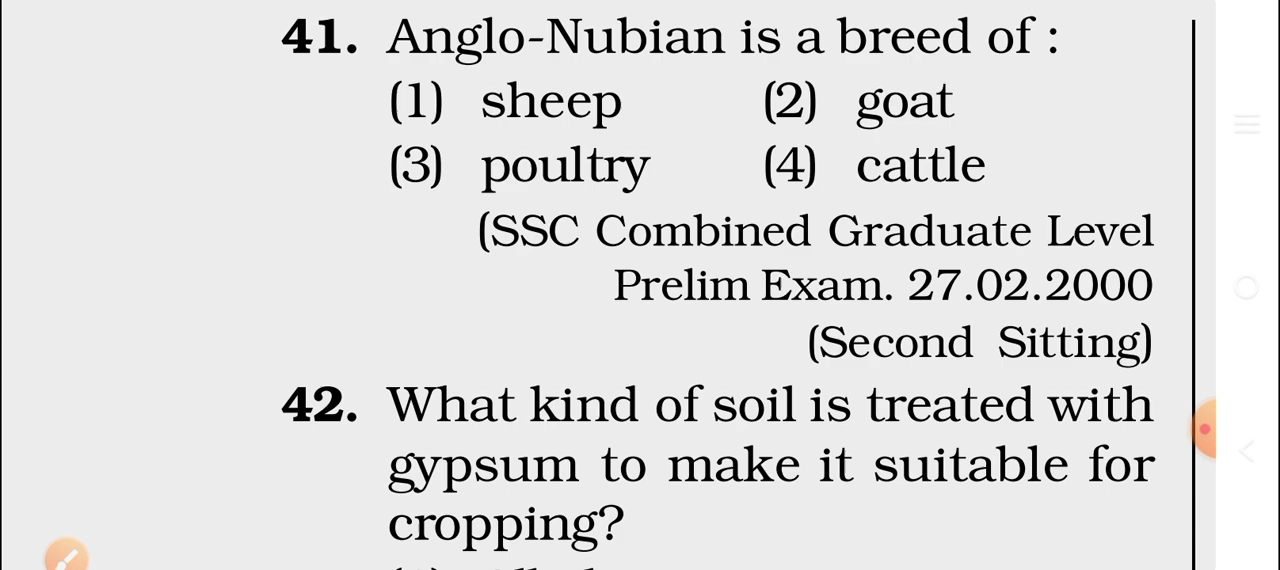 41. Anglo-Nubian is a breed of :
(1) sheep (2) goat
(3) poultry (4) cattle
(SSC Combined Graduate Level
Prelim Exam. 27.02.2000
(Second Sitting)
42. What kind of soil is treated with
gypsum to make it suitable for
cropping?